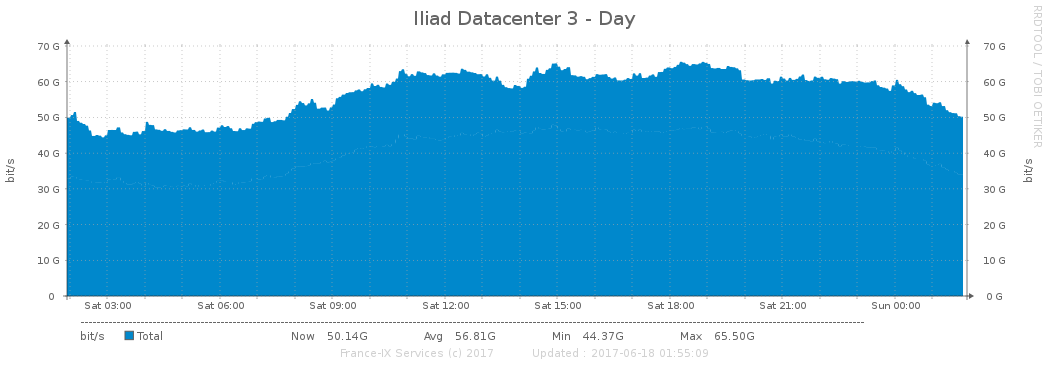 Iliad Datacenter 3 - Day
RRDTOOL / TOBI OETIKER
70 G 70 G
60 G 60 G
50 G 50 G
40 G 40 G
30 G 30 G
20 G 20 G
10 G 10 G
0 0 G
bit/s bit/s
Sat 03:00 Sat 06:00 Sat 09:00 Sat 12:00 Sat 15:00 Sat 18:00 Sat 21:00 Sun 00:00
bit/s Total Now 50.14G Avg 56.81G Min 44.37G Max 65.50G
France-IX Services (c) 2017 Updated : 2017-06-18 01:55:09